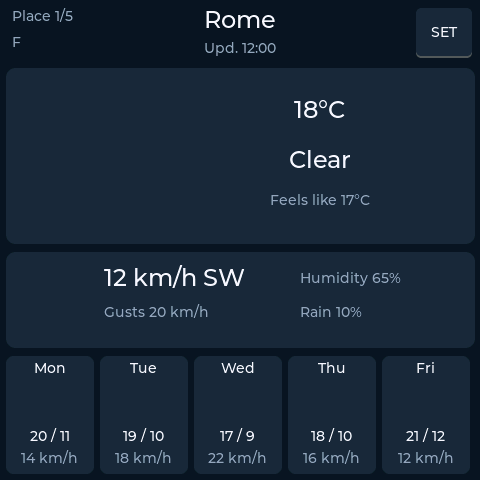 Place 1/5
F
Rome
Upd. 12:00
SET
18°C
Clear
Feels like 17°C
12 km/h SW
Gusts 20 km/h
Humidity 65%
Rain 10%
Mon
20 / 11
14 km/h
Tue
19 / 10
18 km/h
Wed
17 / 9
22 km/h
Thu
18 / 10
16 km/h
Fri
21 / 12
12 km/h